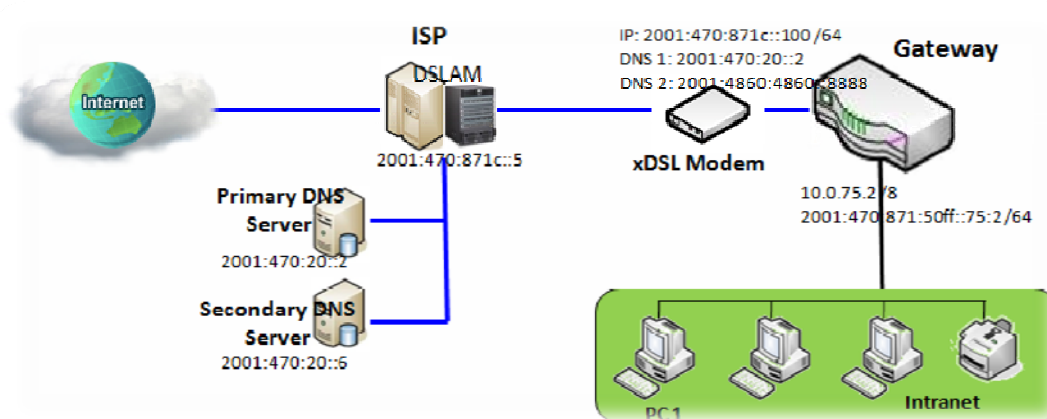 ISP
DSLAM
Internet
2001:470:871c::5
Primary DNS
Server
2001:470:20::2
Secondary DNS
Server
2001:470:20::6
IP: 2001:470:871c::100/64
DNS 1: 2001:470:20::2
DNS 2: 2001:4860:4860::8888
xDSL Modem
Gateway
10.0.75.2/8
2001:470:871:50ff::75:2/64
PC1
Intranet